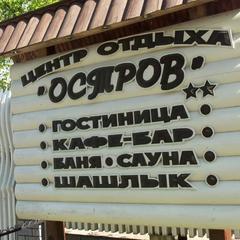 ЦЕНТР ОТДЫХА
"ОСТРОВ"
ГОСТИНИЦА
• КАФЕ-БАР •
• БАНЯ • САУНА •
• ШАШЛЫК •